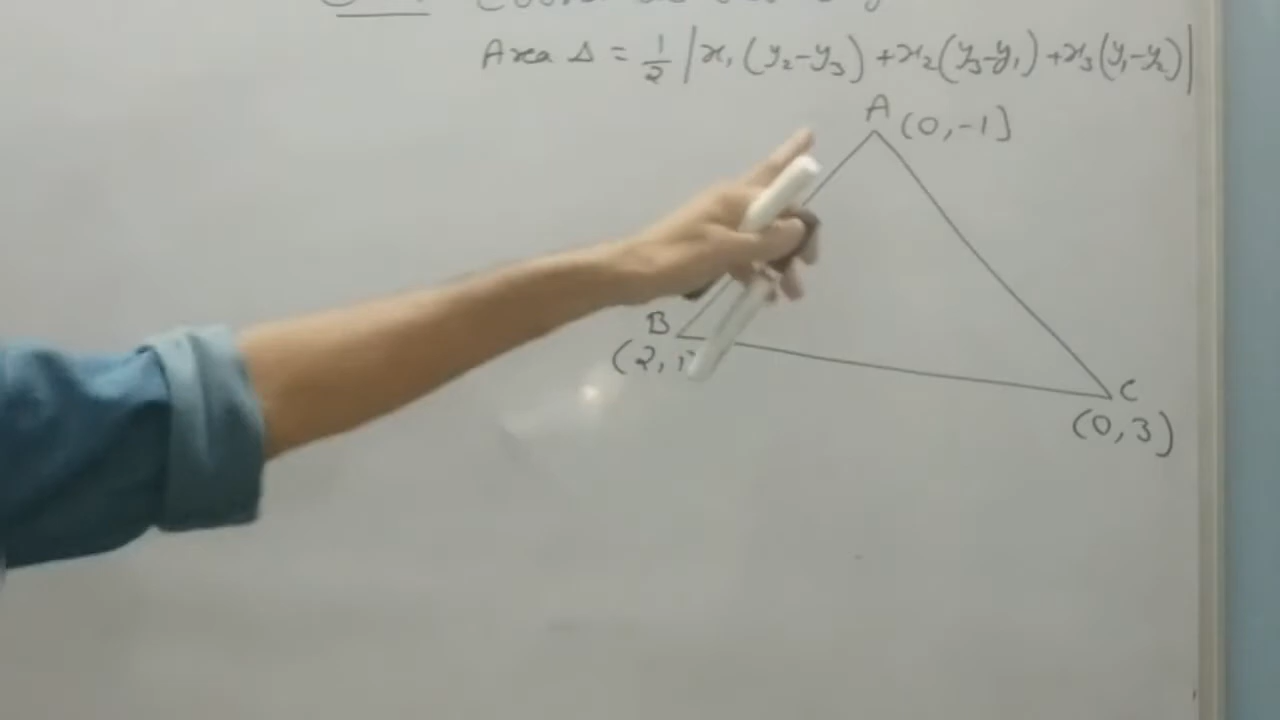 Area Δ = 1/2 |x₁(y₂-y₃)+x₂(y₃-y₁)+x₃(y₁-y₂)|
A (0,-1)
B
(2,1
C
(0,3)